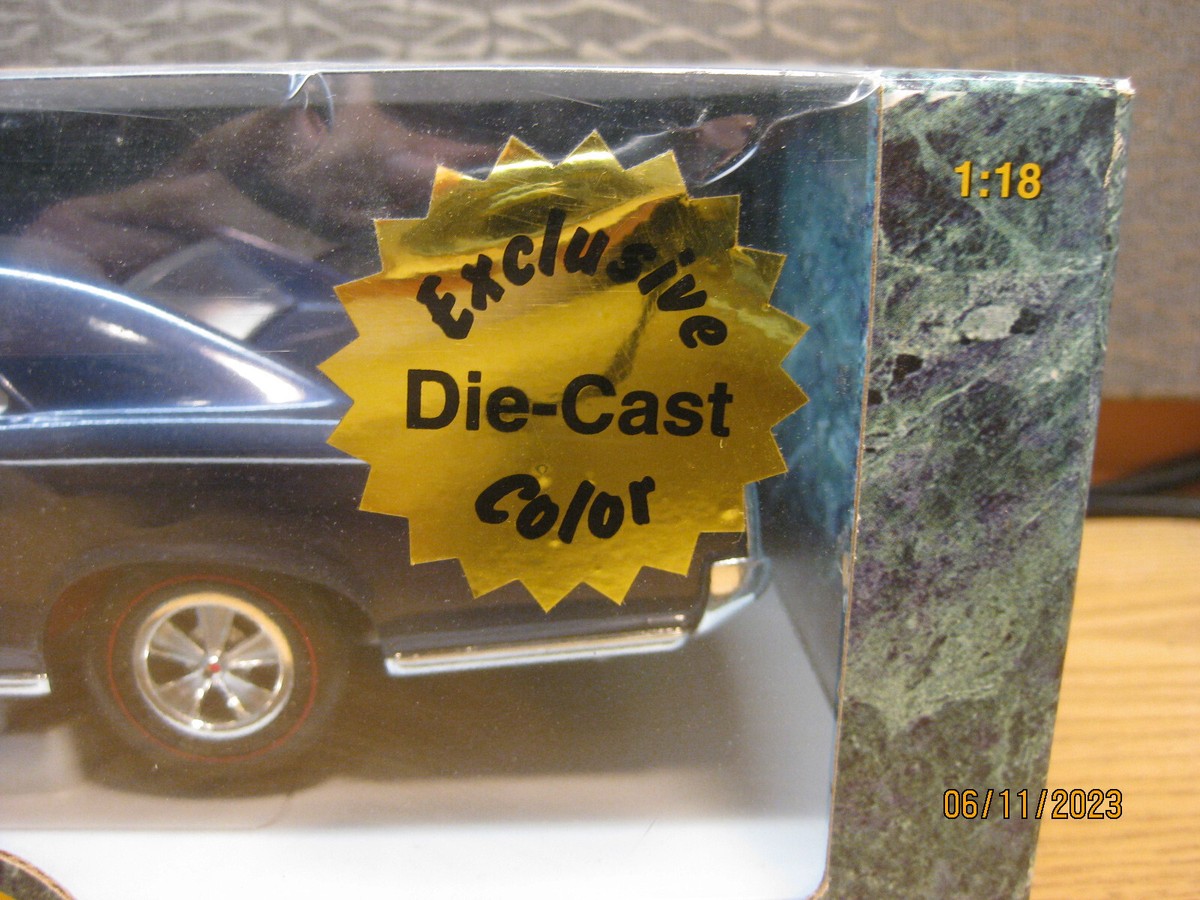 1:18
Exclusive
Die-Cast
Color
06/11/2023